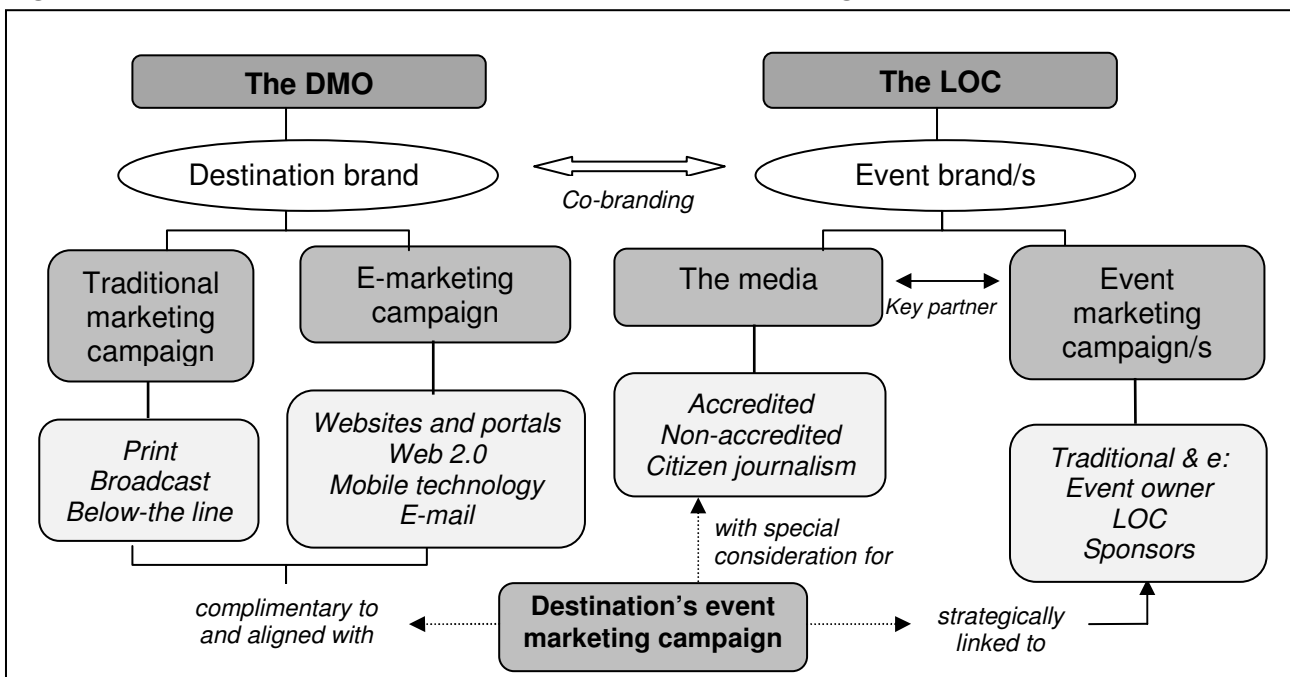 The DMO
The LOC
Destination brand
Co-branding
Event brand/s
Traditional
marketing
campaign
E-marketing
campaign
The media
Key partner
Event
marketing
campaign/s
Print
Broadcast
Below-the line
Websites and portals
Web 2.0
Mobile technology
E-mail
Accredited
Non-accredited
Citizen journalism
Traditional & e:
Event owner
LOC
Sponsors
with special
consideration for
complimentary to
and aligned with
Destination's event
marketing campaign
strategically
linked to